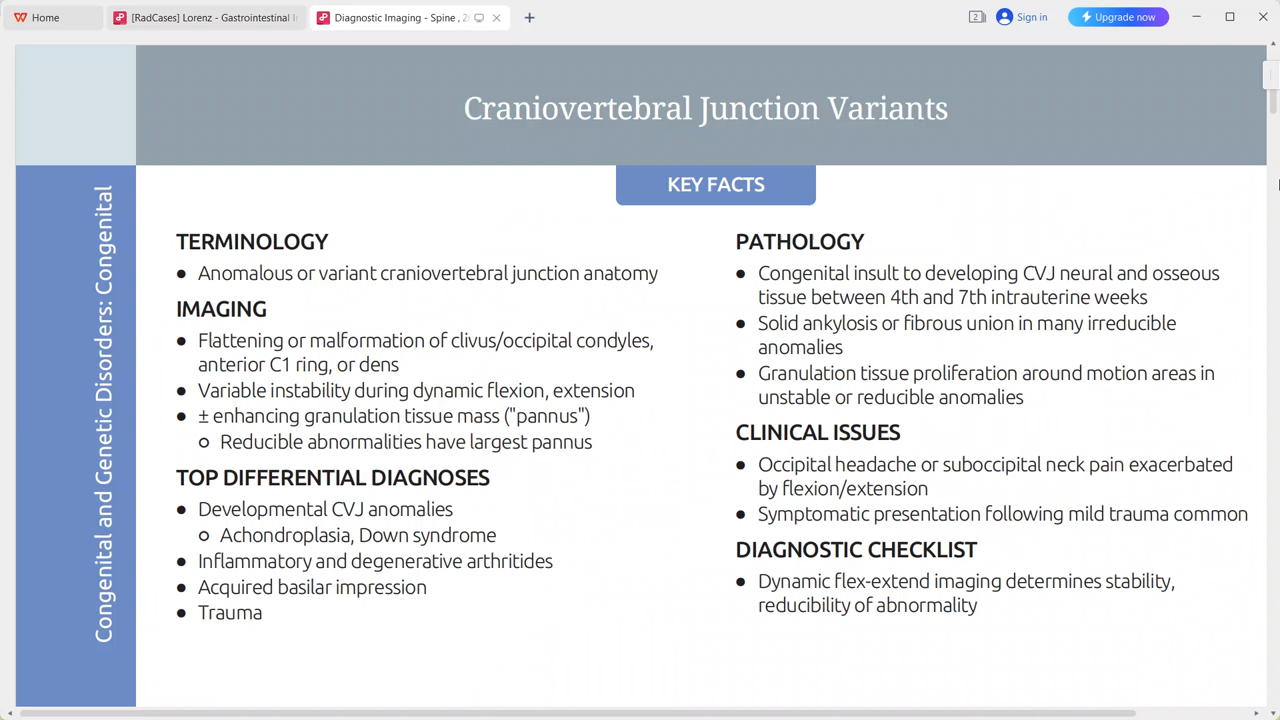 Home
[RadCases] Lorenz - Gastrointestinal
Diagnostic Imaging - Spine , 2
2
Sign in
Upgrade now
Craniovertebral Junction Variants
KEY FACTS
Congenital and Genetic Disorders: Congenital
TERMINOLOGY
● Anomalous or variant craniovertebral junction anatomy
IMAGING
● Flattening or malformation of clivus/occipital condyles,
anterior C1 ring, or dens
● Variable instability during dynamic flexion, extension
● ± enhancing granulation tissue mass ("pannus")
○ Reducible abnormalities have largest pannus
TOP DIFFERENTIAL DIAGNOSES
● Developmental CVJ anomalies
○ Achondroplasia, Down syndrome
● Inflammatory and degenerative arthritides
● Acquired basilar impression
● Trauma
PATHOLOGY
● Congenital insult to developing CVJ neural and osseous
tissue between 4th and 7th intrauterine weeks
● Solid ankylosis or fibrous union in many irreducible
anomalies
● Granulation tissue proliferation around motion areas in
unstable or reducible anomalies
CLINICAL ISSUES
● Occipital headache or suboccipital neck pain exacerbated
by flexion/extension
● Symptomatic presentation following mild trauma common
DIAGNOSTIC CHECKLIST
● Dynamic flex-extend imaging determines stability,
reducibility of abnormality